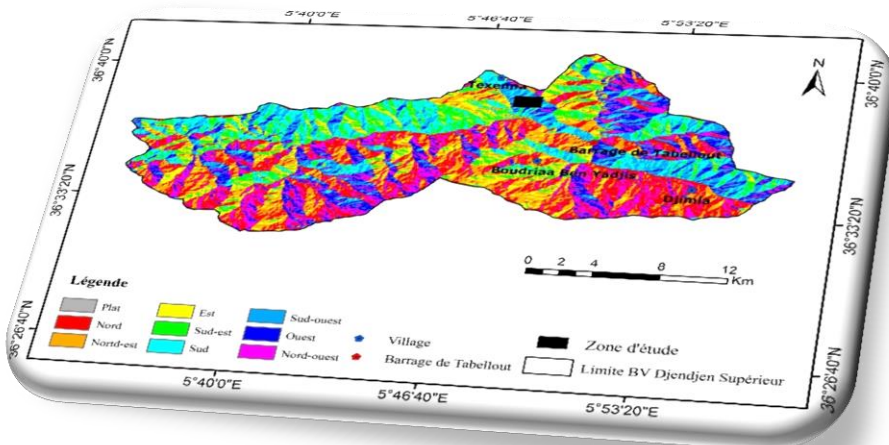 5°40'0"E 5°46'40"E 5°53'20"E
36°40'0"N 36°40'0"N
N
Texenna
Barrage de Tabellout
Boudriaa Ben Yadjis
Djimla
36°33'20"N 36°33'20"N
0 2 4 8 12
Km
Légende
Plat
Nord
Nortd-est
Est
Sud-est
Sud
Sud-ouest
Ouest
Nord-ouest
Village
Barrage de Tabellout
Zone d'étude
Limite BV Djendjen Supérieur
36°26'40"N 36°26'40"N
5°40'0"E 5°46'40"E 5°53'20"E